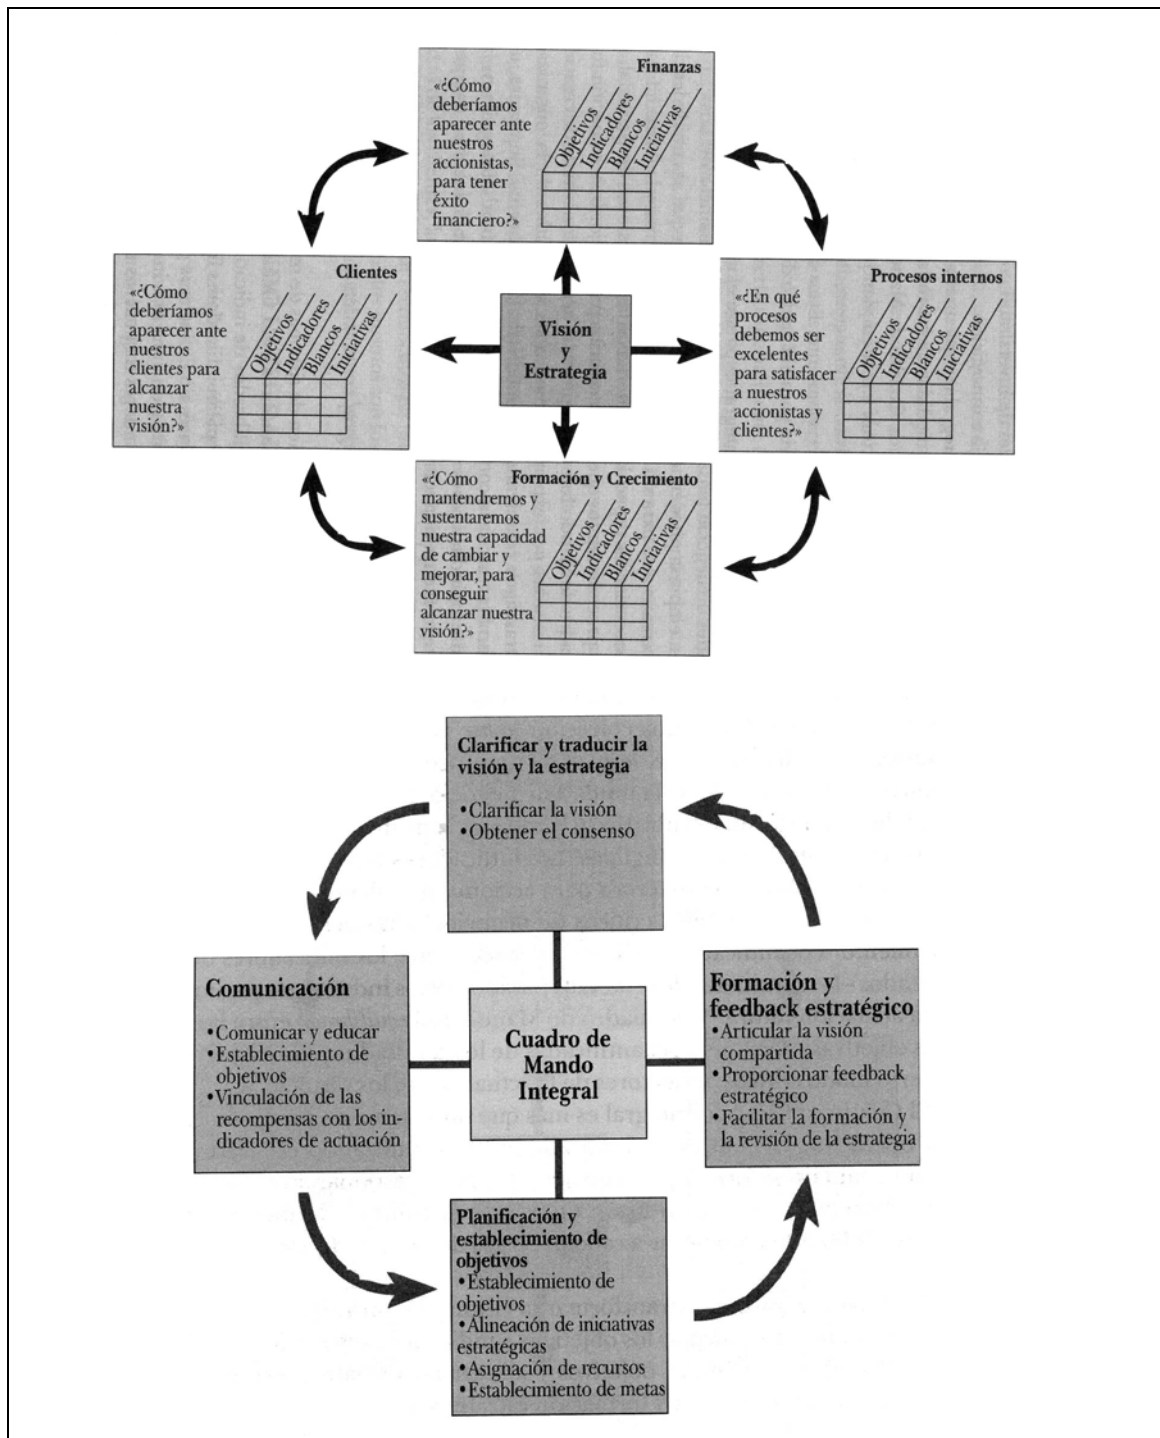 Finanzas
«¿Cómo
deberíamos
aparecer ante
nuestros
accionistas,
para tener
éxito
financiero?»
Objetivos
Indicadores
Blancos
Iniciativas
Clientes
«¿Cómo
deberíamos
aparecer ante
nuestros
clientes para
alcanzar
nuestra
visión?»
Objetivos
Indicadores
Blancos
Iniciativas
Visión
y
Estrategia
Procesos internos
«¿En qué
procesos
debemos ser
excelentes
para satisfacer
a nuestros
accionistas y
clientes?»
Objetivos
Indicadores
Blancos
Iniciativas
Formación y Crecimiento
«¿Cómo
mantendremos y
sustentaremos
nuestra capacidad
de cambiar y
mejorar, para
conseguir
alcanzar nuestra
visión?»
Objetivos
Indicadores
Blancos
Iniciativas
Clarificar y traducir la
visión y la estrategia
•Clarificar la visión
•Obtener el consenso
Comunicación
•Comunicar y educar
•Establecimiento de
objetivos
•Vinculación de las
recompensas con los in-
dicadores de actuación
Cuadro de
Mando
Integral
Formación y
feedback estratégico
•Articular la visión
compartida
•Proporcionar feedback
estratégico
•Facilitar la formación y
la revisión de la estrategia
Planificación y
establecimiento de
objetivos
•Establecimiento de
objetivos
•Alineación de iniciativas
estratégicas
•Asignación de recursos
•Establecimiento de metas